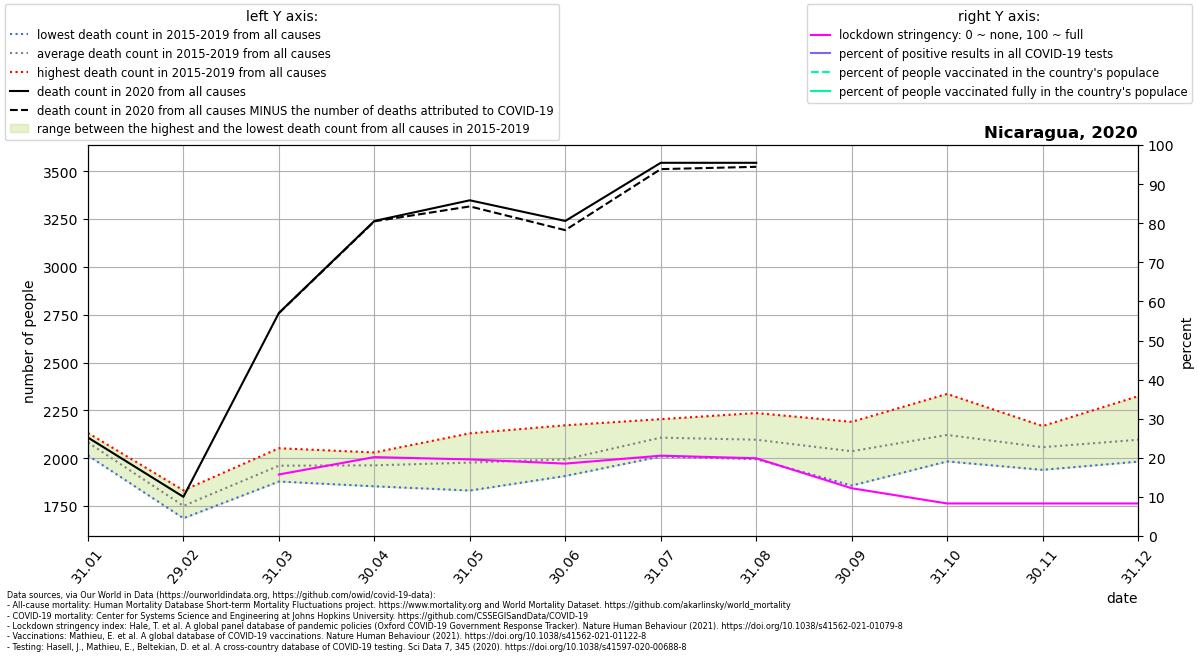 left Y axis:
lowest death count in 2015-2019 from all causes
average death count in 2015-2019 from all causes
highest death count in 2015-2019 from all causes
death count in 2020 from all causes
death count in 2020 from all causes MINUS the number of deaths attributed to COVID-19
range between the highest and the lowest death count from all causes in 2015-2019
right Y axis:
lockdown stringency: 0 ~ none, 100 ~ full
percent of positive results in all COVID-19 tests
percent of people vaccinated in the country's populace
percent of people vaccinated fully in the country's populace
Nicaragua, 2020
number of people
3500
3250
3000
2750
2500
2250
2000
1750
100
90
80
70
60
50
40
30
20
10
0
percent
31.01
29.02
31.03
30.04
31.05
30.06
31.07
31.08
30.09
31.10
30.11
31.12
date
Data sources, via Our World in Data (https://ourworldindata.org, https://github.com/owid/covid-19-data):
- All-cause mortality: Human Mortality Database Short-term Mortality Fluctuations project. https://www.mortality.org and World Mortality Dataset. https://github.com/akarlinsky/world_mortality
- COVID-19 mortality: Center for Systems Science and Engineering at Johns Hopkins University. https://github.com/CSSEGISandData/COVID-19
- Lockdown stringency index: Hale, T. et al. A global panel database of pandemic policies (Oxford COVID-19 Government Response Tracker). Nature Human Behaviour (2021). https://doi.org/10.1038/s41562-021-01079-8
- Vaccinations: Mathieu, E. et al. A global database of COVID-19 vaccinations. Nature Human Behaviour (2021). https://doi.org/10.1038/s41562-021-01122-8
- Testing: Hasell, J., Mathieu, E., Beltekian, D. et al. A cross-country database of COVID-19 testing. Sci Data 7, 345 (2020). https://doi.org/10.1038/s41597-020-00688-8